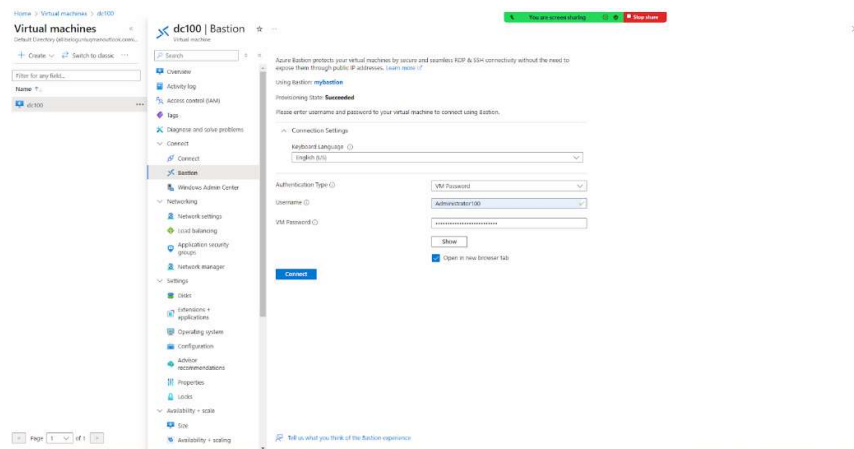 Home > Virtual machines > dc100
You are screen sharing
Stop share
Virtual machines
+ Create
Switch to classic
Filter for any field...
Name ↑
dc100
Page 1 of 1
dc100 | Bastion
Virtual machine
Search
Overview
Activity log
Access control (IAM)
Tags
Diagnose and solve problems
Connect
Connect
Bastion
Windows Admin Center
Networking
Network settings
Load balancing
Application security
groups
Network manager
Settings
Disks
Extensions +
applications
Operating system
Configuration
Advisor
recommendations
Properties
Locks
Availability + scale
Size
Availability + scaling
Azure Bastion protects your virtual machines by secure and seamless RDP & SSH connectivity without the need to
expose them through public IP addresses. Learn more
Using Bastion: mybastion
Provisioning State: Succeeded
Please enter username and password to your virtual machine to connect using Bastion.
Connection Settings
Keyboard Language
English (US)
Authentication Type
VM Password
Username
Administrator100
VM Password
Show
Open in new browser tab
Connect
Tell us what you think of the Bastion experience